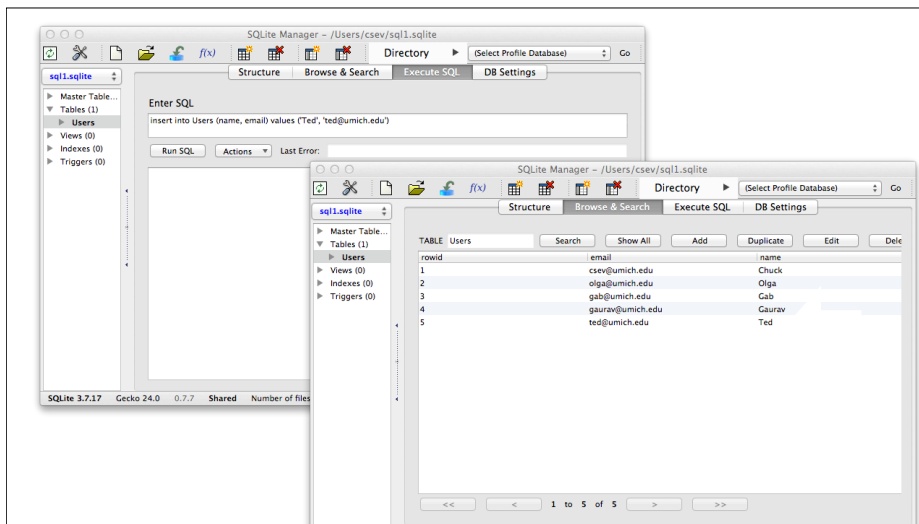 SQLite Manager - /Users/csev/sql1.sqlite
f(x) Directory (Select Profile Database) Go
sql1.sqlite Structure Browse & Search Execute SQL DB Settings
Master Table...
Tables (1)
Users
Views (0)
Indexes (0)
Triggers (0)
Enter SQL
insert into Users (name, email) values ('Ted', 'ted@umich.edu')
Run SQL Actions Last Error:
SQLite 3.7.17 Gecko 24.0 0.7.7 Shared Number of files
SQLite Manager - /Users/csev/sql1.sqlite
f(x) Directory (Select Profile Database) Go
sql1.sqlite Structure Browse & Search Execute SQL DB Settings
Master Table...
Tables (1)
Users
Views (0)
Indexes (0)
Triggers (0)
TABLE Users Search Show All Add Duplicate Edit Dele
rowid email name
1 csev@umich.edu Chuck
2 olga@umich.edu Olga
3 gab@umich.edu Gab
4 gaurav@umich.edu Gaurav
5 ted@umich.edu Ted
<< < 1 to 5 of 5 > >>